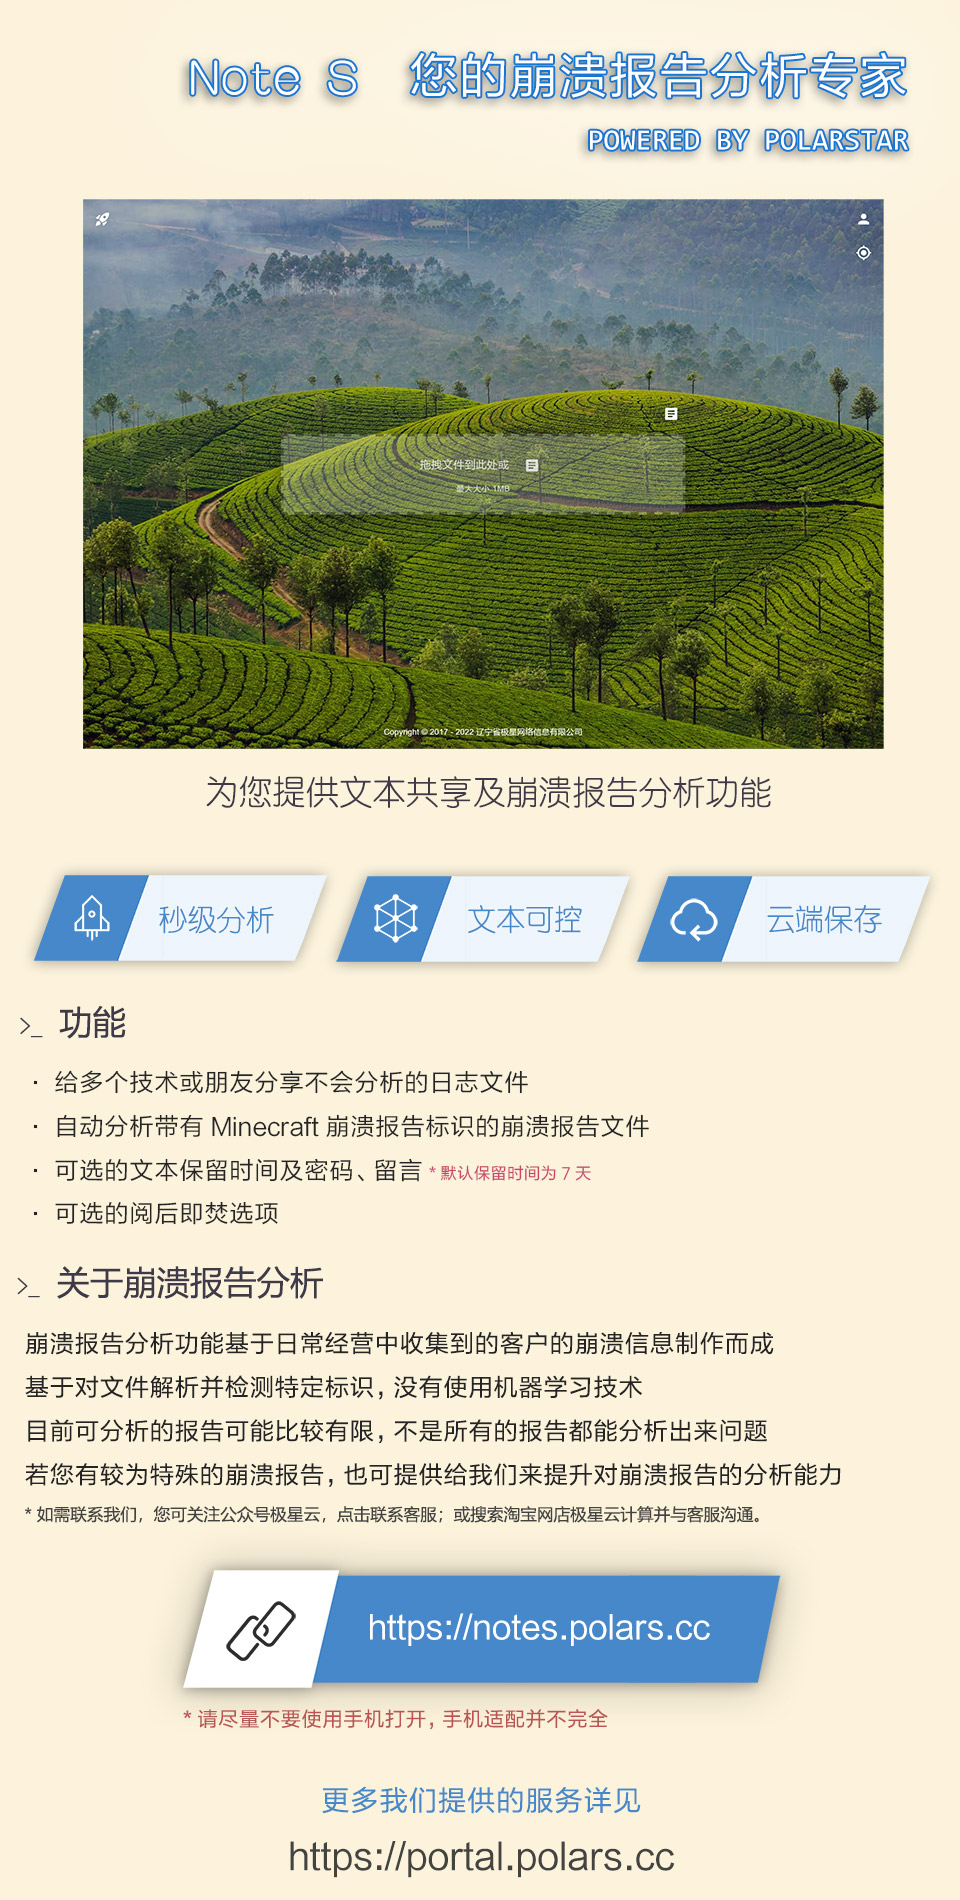 Note S 您的崩溃报告分析专家
POWERED BY POLARSTAR
拖拽文件到此处或
最大大小 1MB
Copyright © 2017 - 2022 辽宁省极星网络信息有限公司
为您提供文本共享及崩溃报告分析功能
秒级分析
文本可控
云端保存
>_ 功能
· 给多个技术或朋友分享不会分析的日志文件
· 自动分析带有 Minecraft 崩溃报告标识的崩溃报告文件
· 可选的文本保留时间及密码、留言 * 默认保留时间为 7 天
· 可选的阅后即焚选项
>_ 关于崩溃报告分析
崩溃报告分析功能基于日常经营中收集到的客户的崩溃信息制作而成
基于对文件解析并检测特定标识，没有使用机器学习技术
目前可分析的报告可能比较有限，不是所有的报告都能分析出来问题
若您有较为特殊的崩溃报告，也可提供给我们来提升对崩溃报告的分析能力
* 如需联系我们，您可关注公众号极星云，点击联系客服；或搜索淘宝网店极星云计算并与客服沟通。
https://notes.polars.cc
* 请尽量不要使用手机打开，手机适配并不完全
更多我们提供的服务详见
https://portal.polars.cc